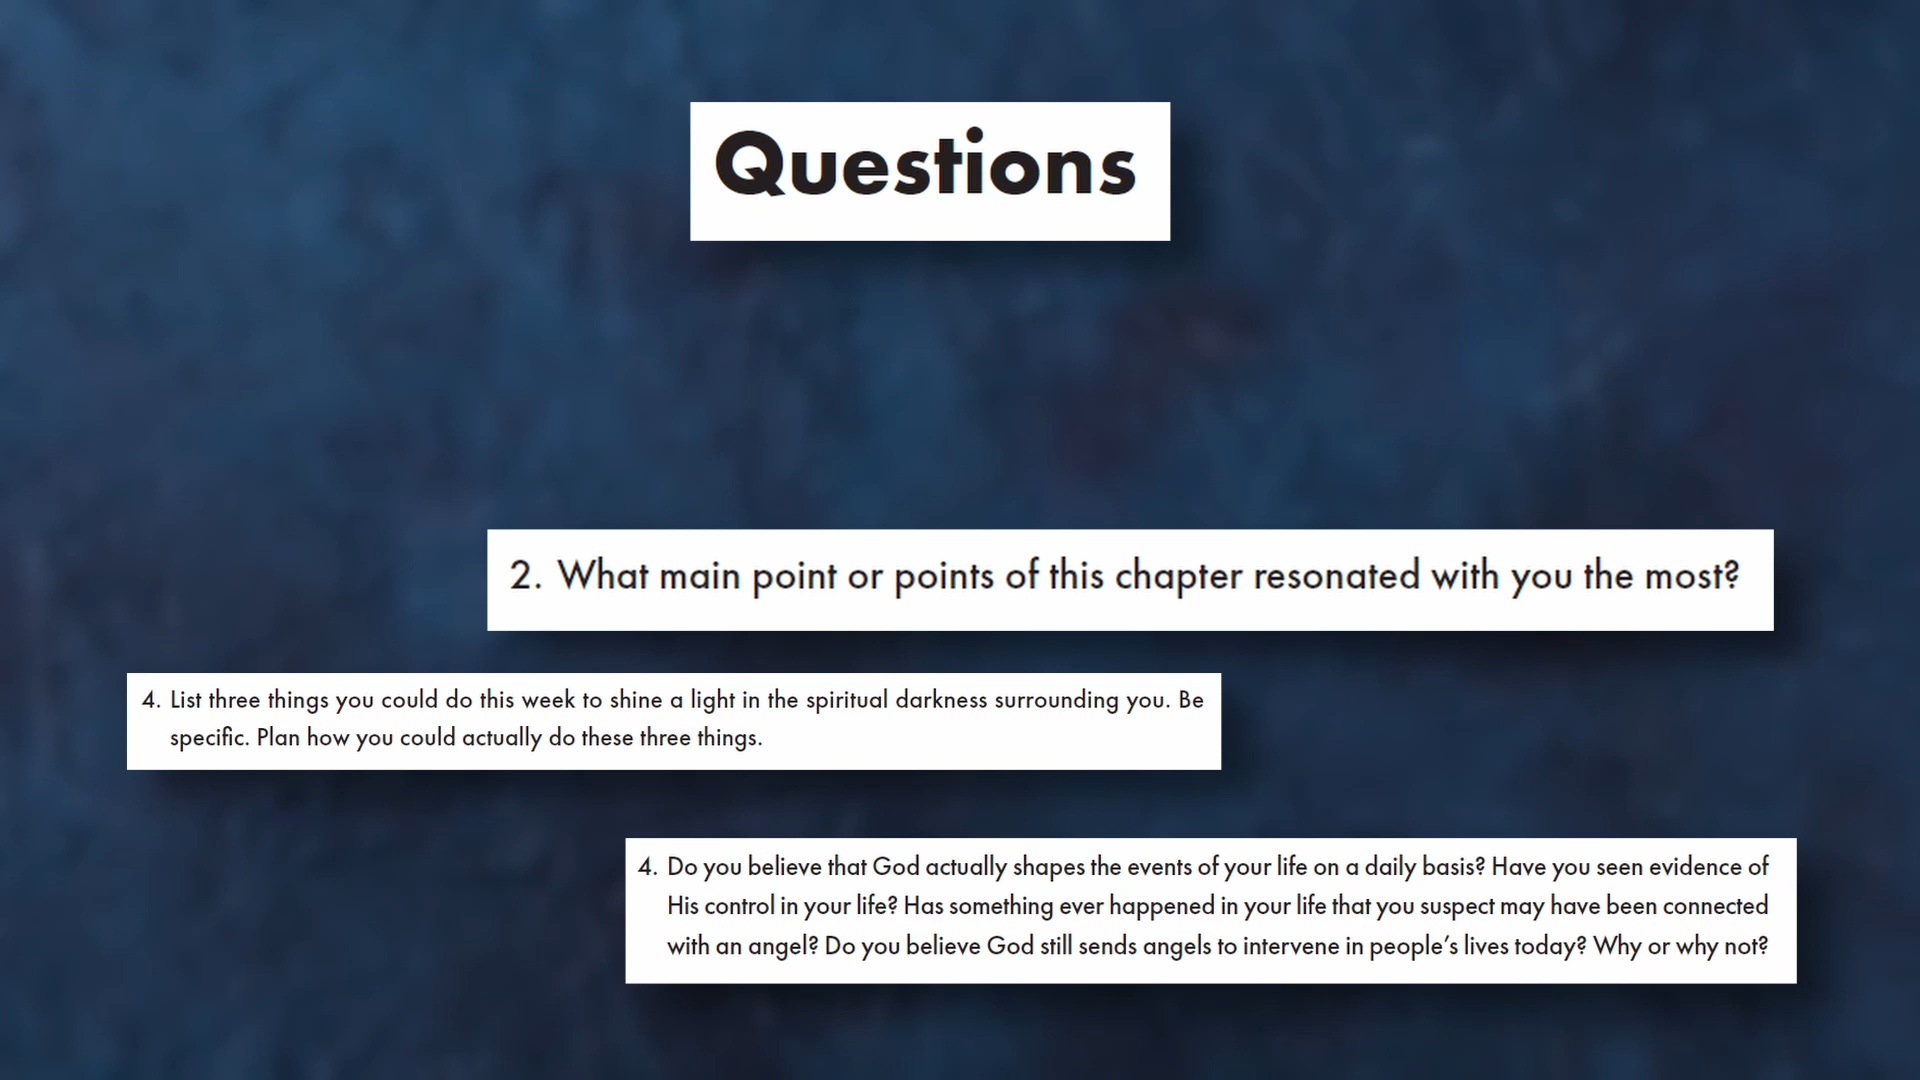 Questions
2. What main point or points of this chapter resonated with you the most?
4. List three things you could do this week to shine a light in the spiritual darkness surrounding you. Be
specific. Plan how you could actually do these three things.
4. Do you believe that God actually shapes the events of your life on a daily basis? Have you seen evidence of
His control in your life? Has something ever happened in your life that you suspect may have been connected
with an angel? Do you believe God still sends angels to intervene in people’s lives today? Why or why not?